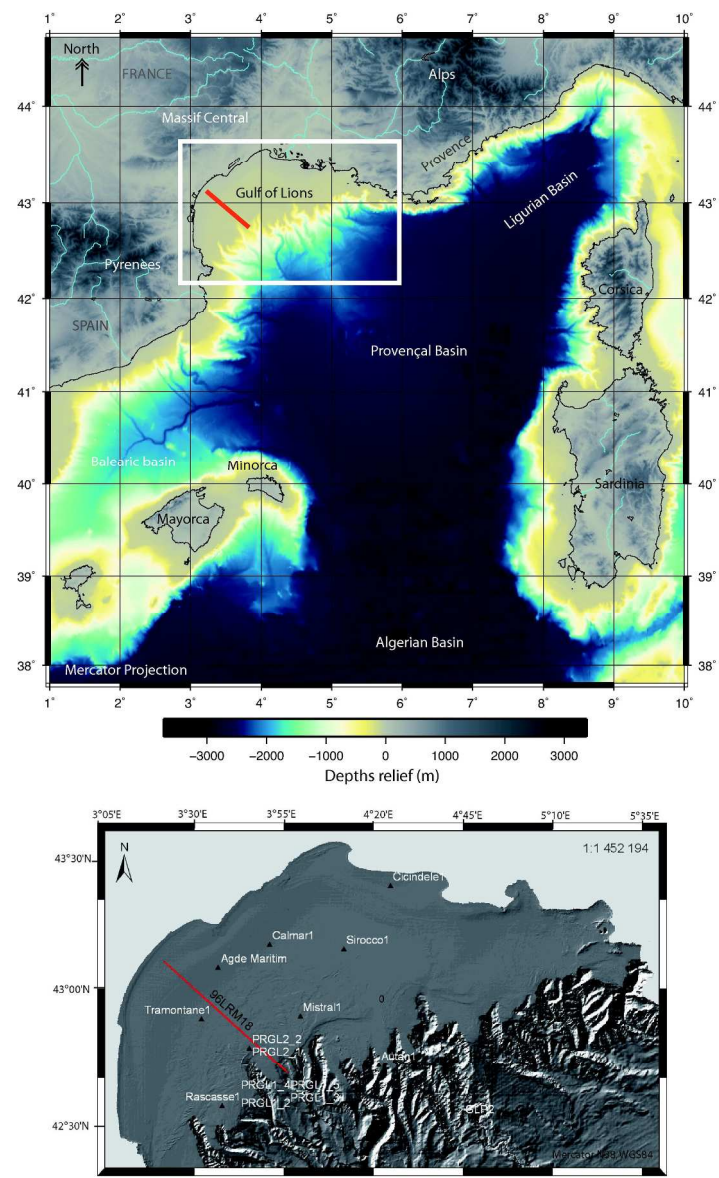 1° 2° 3° 4° 5° 6° 7° 8° 9° 10°
North
FRANCE
Alps
44° 44°
Massif Central
Provence
Gulf of Lions
43° 43°
Ligurian Basin
Pyrenees
Corsica
42° 42°
SPAIN
Provençal Basin
41° 41°
Balearic basin
Minorca
40° 40°
Sardinia
Mayorca
39° 39°
Algerian Basin
38° 38°
Mercator Projection
1° 2° 3° 4° 5° 6° 7° 8° 9° 10°
−3000 −2000 −1000 0 1000 2000 3000
Depths relief (m)
3°05'E 3°30'E 3°55'E 4°20'E 4°45'E 5°10'E 5°35'E
N
1:1 452 194
43°30'N
Cicindele1
Calmar1
Sirocco1
Agde Maritim
43°00'N
96LRM18
0
Tramontane1
Mistral1
PRGL2_2
Autan1
Rascasse1
PRGL1_2
GLP2
42°30'N
Mercator N38, WGS84